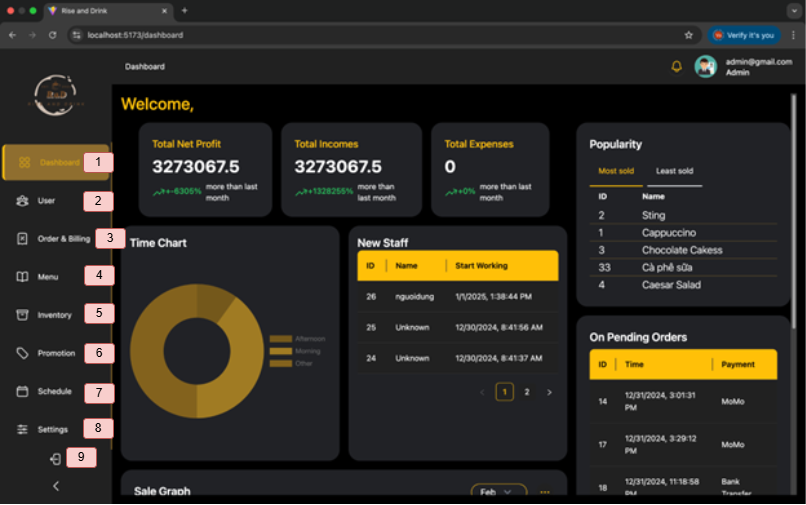 Rise and Drink
localhost:5173/dashboard
Verify it's you
Dashboard
admin@gmail.com
Admin
Dashboard 1
User 2
Order & Billing 3
Menu 4
Inventory 5
Promotion 6
Schedule 7
Settings 8
9
Welcome,
Total Net Profit
3273067.5
+-6305% more than last
month
Total Incomes
3273067.5
+1328255% more than
last month
Total Expenses
0
+0% more than last
month
Popularity
Most sold Least sold
ID Name
2 Sting
1 Cappuccino
3 Chocolate Cakess
33 Cà phê sữa
4 Caesar Salad
Time Chart
Afternoon
Morning
Other
New Staff
ID Name Start Working
26 nguoidung 1/1/2025, 1:38:44 PM
25 Unknown 12/30/2024, 8:41:56 AM
24 Unknown 12/30/2024, 8:41:37 AM
< 1 2 >
On Pending Orders
ID Time Payment
14 12/31/2024, 3:01:31
PM MoMo
17 12/31/2024, 3:29:12
PM MoMo
18 12/31/2024, 11:18:58
PM Bank
Transfer
Sale Graph
Feb